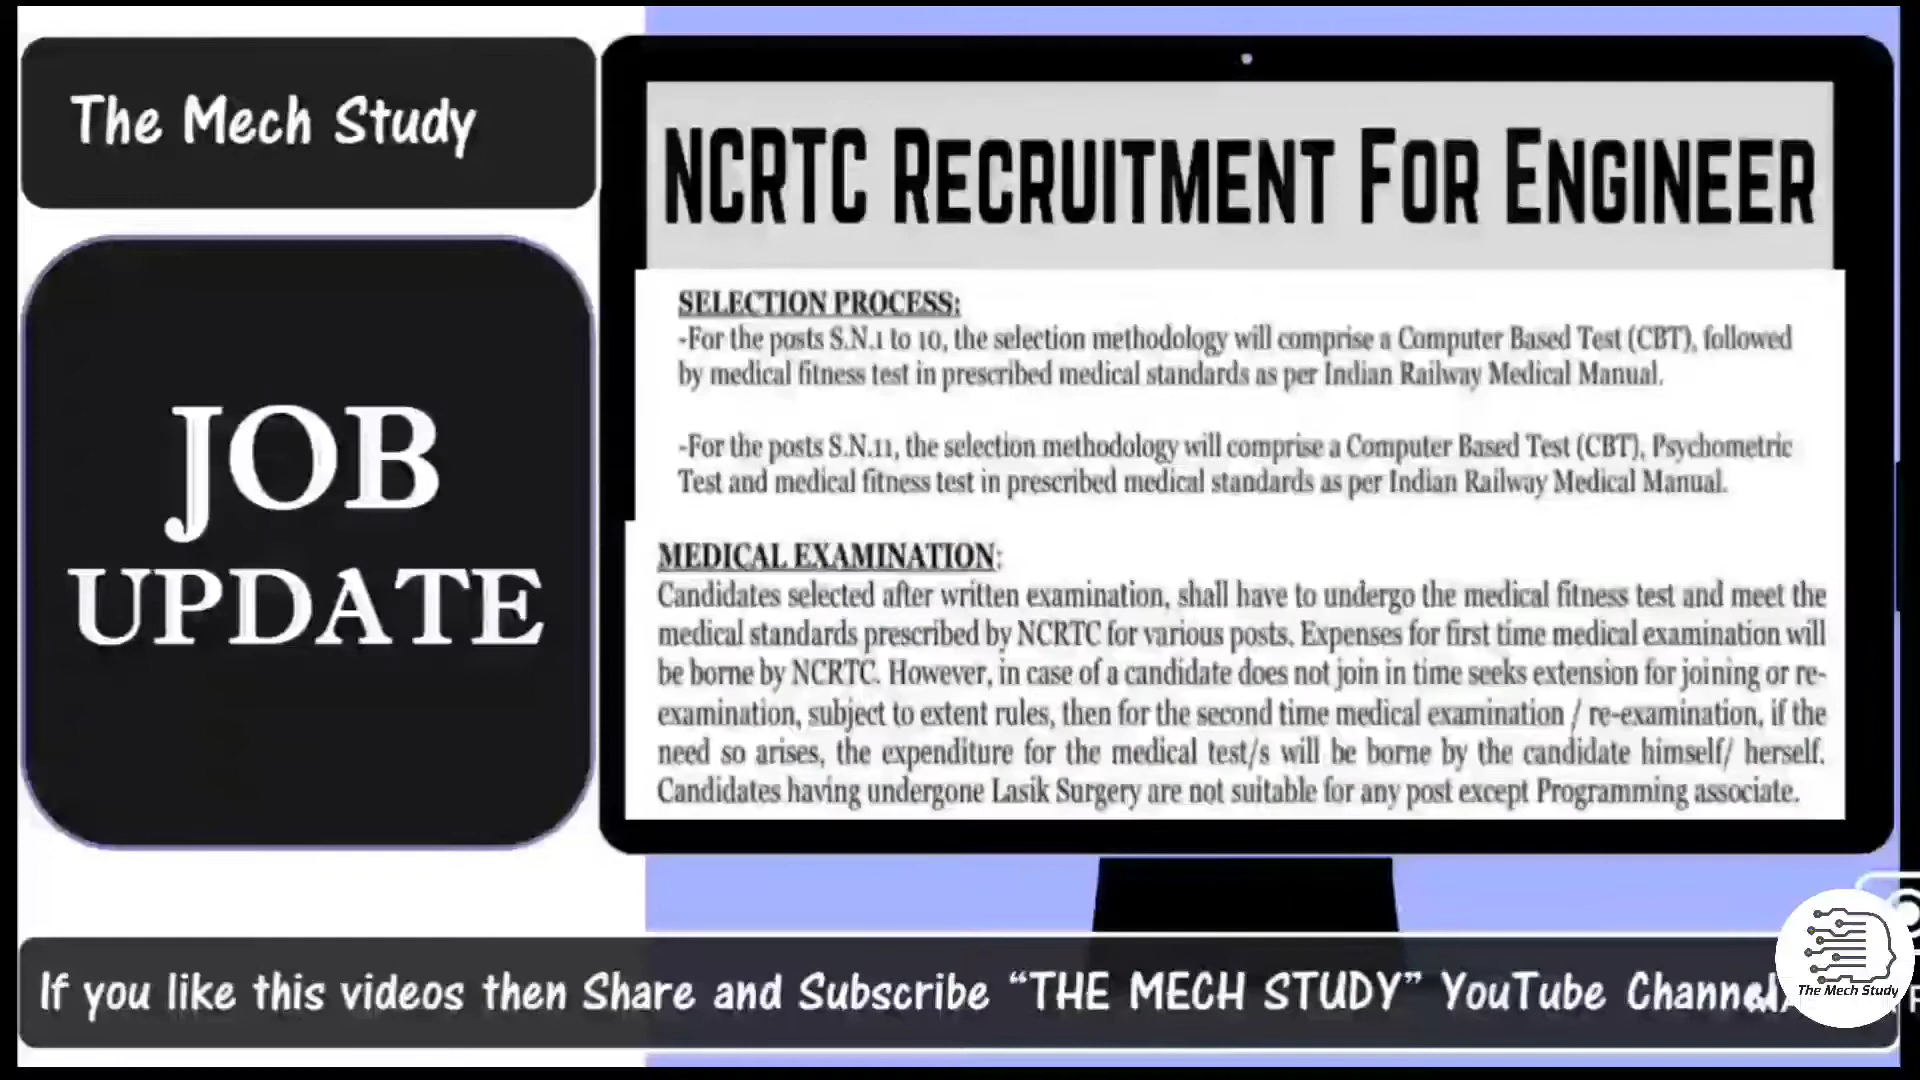 The Mech Study
JOB
UPDATE
NCRTC RECRUITMENT FOR ENGINEER
SELECTION PROCESS:
-For the posts S.N.1 to 10, the selection methodology will comprise a Computer Based Test (CBT), followed
by medical fitness test in prescribed medical standards as per Indian Railway Medical Manual.
-For the posts S.N.11, the selection methodology will comprise a Computer Based Test (CBT), Psychometric
Test and medical fitness test in prescribed medical standards as per Indian Railway Medical Manual.
MEDICAL EXAMINATION:
Candidates selected after written examination, shall have to undergo the medical fitness test and meet the
medical standards prescribed by NCRTC for various posts. Expenses for first time medical examination will
be borne by NCRTC. However, in case of a candidate does not join in time seeks extension for joining or re-
examination, subject to extent rules, then for the second time medical examination / re-examination, if the
need so arises, the expenditure for the medical test/s will be borne by the candidate himself/ herself.
Candidates having undergone Lasik Surgery are not suitable for any post except Programming associate.
If you like this videos then Share and Subscribe “THE MECH STUDY” YouTube Channel
The Mech Study